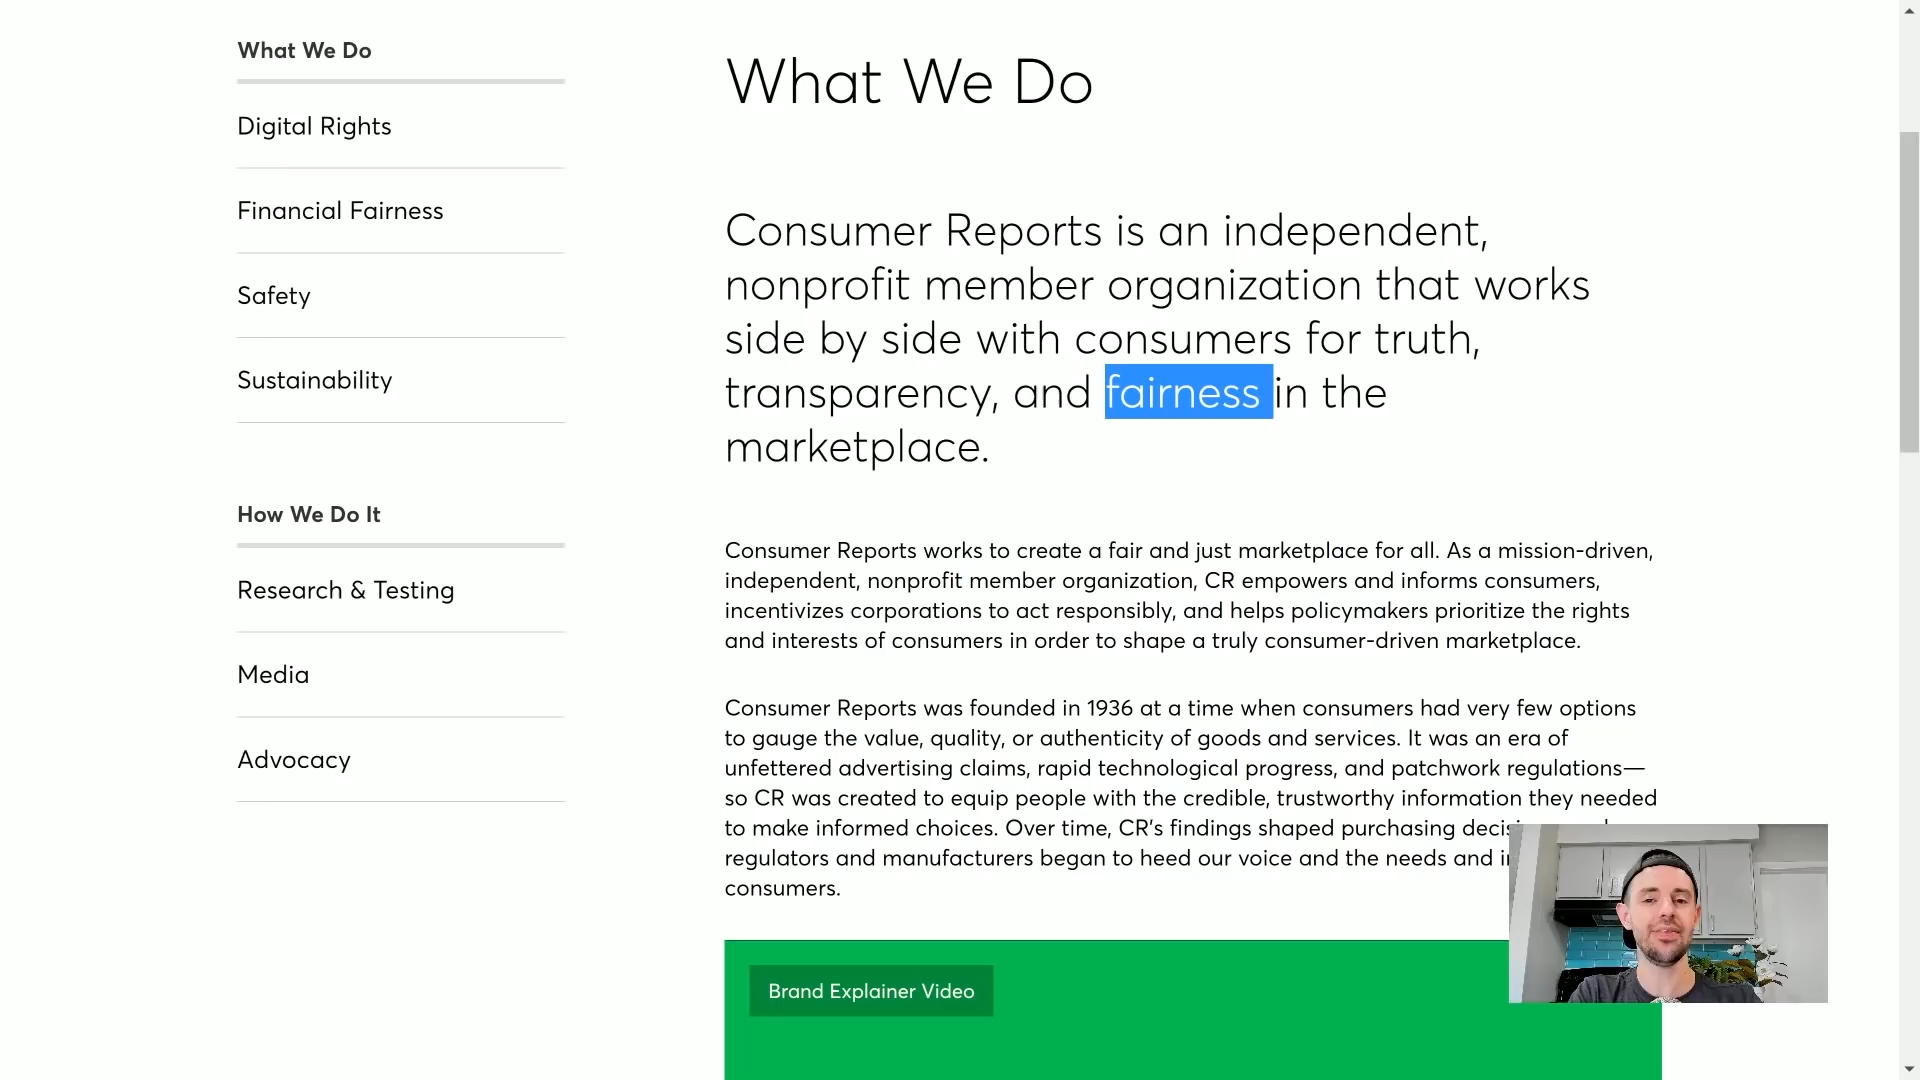 What We Do
Digital Rights
Financial Fairness
Safety
Sustainability
How We Do It
Research & Testing
Media
Advocacy
What We Do
Consumer Reports is an independent,
nonprofit member organization that works
side by side with consumers for truth,
transparency, and fairness in the
marketplace.
Consumer Reports works to create a fair and just marketplace for all. As a mission-driven,
independent, nonprofit member organization, CR empowers and informs consumers,
incentivizes corporations to act responsibly, and helps policymakers prioritize the rights
and interests of consumers in order to shape a truly consumer-driven marketplace.
Consumer Reports was founded in 1936 at a time when consumers had very few options
to gauge the value, quality, or authenticity of goods and services. It was an era of
unfettered advertising claims, rapid technological progress, and patchwork regulations—
so CR was created to equip people with the credible, trustworthy information they needed
to make informed choices. Over time, CR’s findings shaped purchasing
regulators and manufacturers began to heed our voice and the needs and
consumers.
Brand Explainer Video